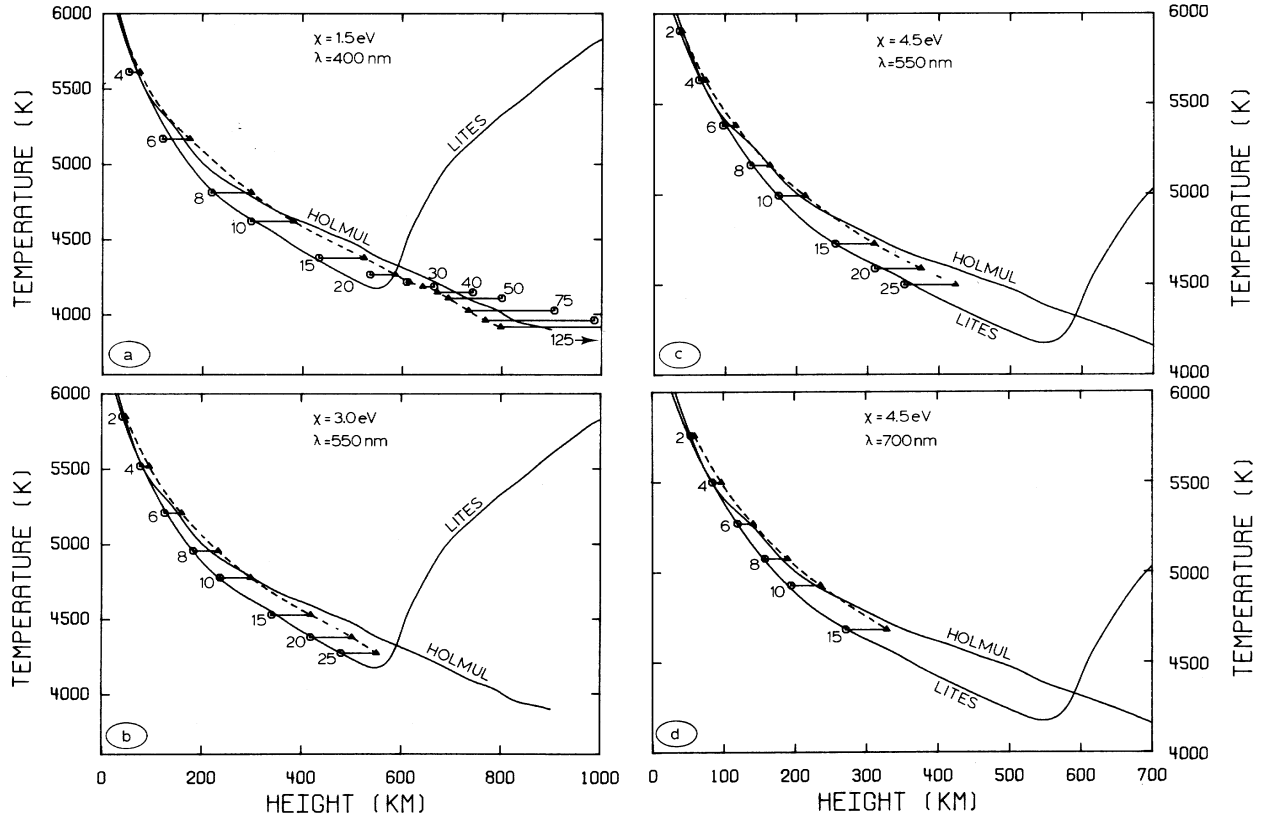 6000
5500
5000
4500
4000
TEMPERATURE (K)
χ = 1.5 eV
λ = 400 nm
4
6
8
10
15
20
30
40
50
75
125
HOLMUL
LITES
a
6000
5500
5000
4500
4000
TEMPERATURE (K)
χ = 4.5 eV
λ = 550 nm
2
4
6
8
10
15
20
25
HOLMUL
LITES
c
6000
5500
5000
4500
4000
TEMPERATURE (K)
χ = 3.0 eV
λ = 550 nm
2
4
6
8
10
15
20
25
HOLMUL
LITES
b
0 200 400 600 800 1000
HEIGHT (KM)
6000
5500
5000
4500
4000
TEMPERATURE (K)
χ = 4.5 eV
λ = 700 nm
2
4
6
8
10
15
HOLMUL
LITES
d
0 100 200 300 400 500 600 700
HEIGHT (KM)